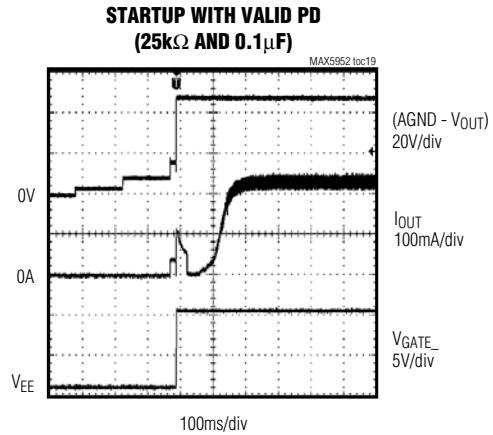 STARTUP WITH VALID PD
(25kΩ AND 0.1μF)
MAX5952 toc19
(AGND - VOUT)
20V/div
0V
IOUT
100mA/div
0A
VGATE_
5V/div
VEE
100ms/div